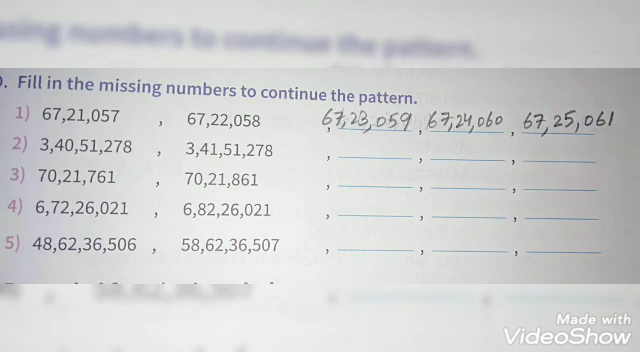 . Fill in the missing numbers to continue the pattern.
1) 67,21,057 , 67,22,058 , 67,23,059 , 67,24,060 , 67,25,061
2) 3,40,51,278 , 3,41,51,278 , , ,
3) 70,21,761 , 70,21,861 , , ,
4) 6,72,26,021 , 6,82,26,021 , , ,
5) 48,62,36,506 , 58,62,36,507 , , ,
Made with
VideoShow